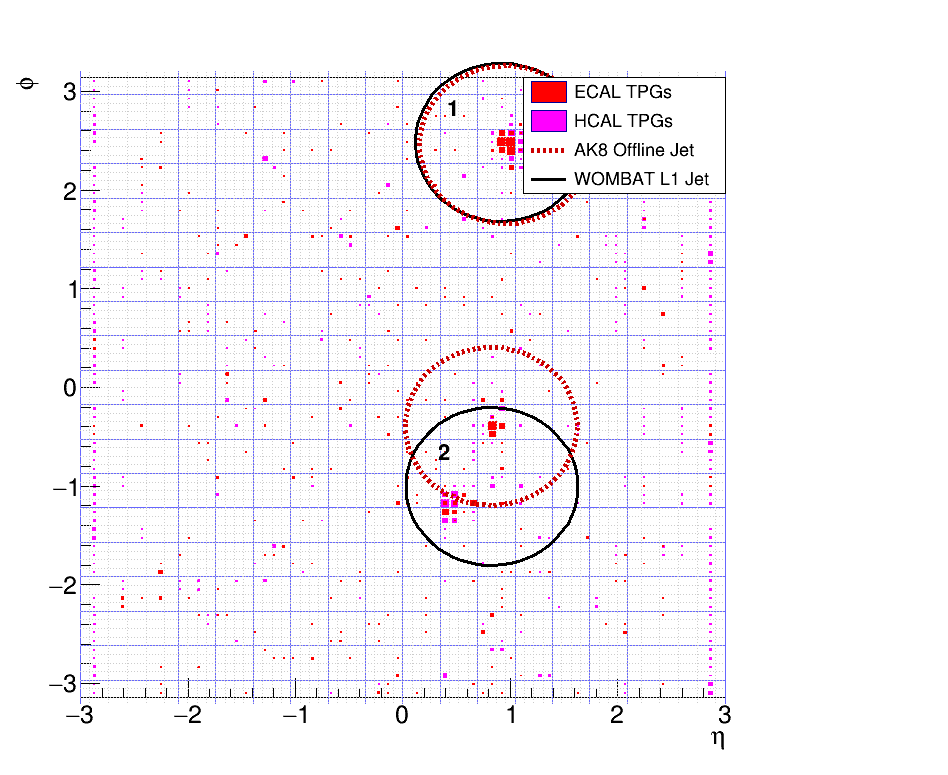 φ
3
2
1
0
−1
−2
−3
−3 −2 −1 0 1 2 3
η
1
2
ECAL TPGs
HCAL TPGs
AK8 Offline Jet
WOMBAT L1 Jet